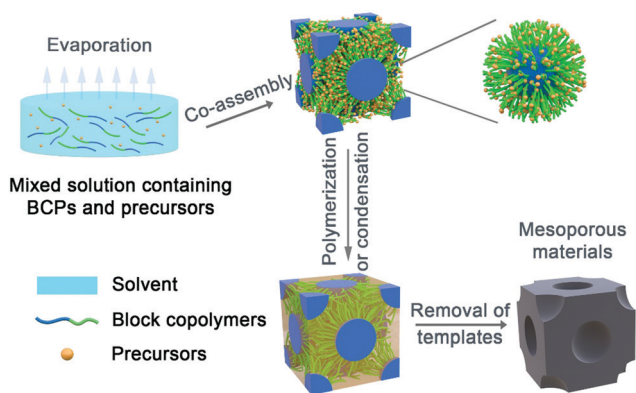 Evaporation
Co-assembly
Mixed solution containing
BCPs and precursors
Polymerization
or condensation
Mesoporous
materials
Solvent
Block copolymers
Precursors
Removal of
templates